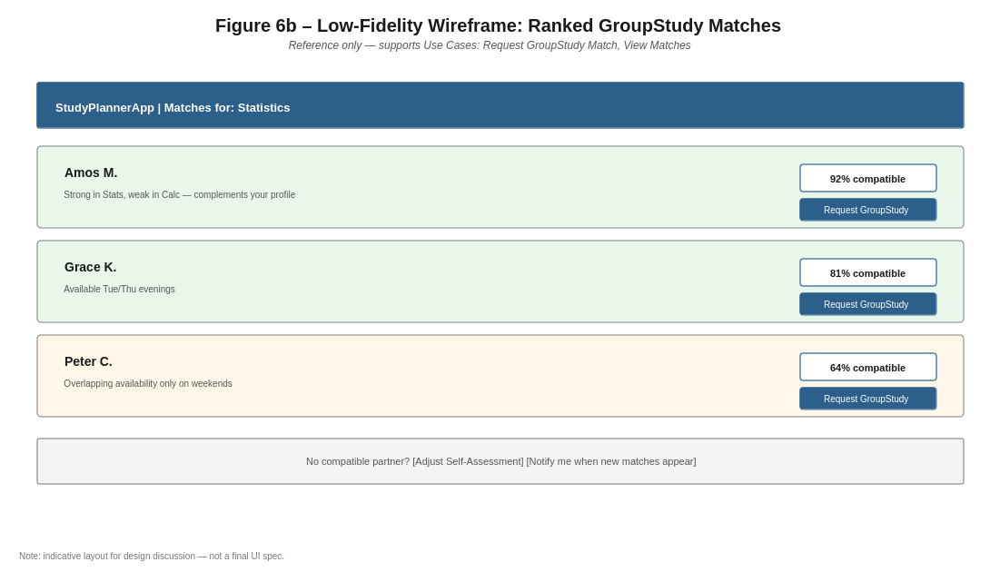 Figure 6b – Low-Fidelity Wireframe: Ranked GroupStudy Matches
Reference only — supports Use Cases: Request GroupStudy Match, View Matches
StudyPlannerApp | Matches for: Statistics
Amos M.
Strong in Stats, weak in Calc — complements your profile
92% compatible
Request GroupStudy
Grace K.
Available Tue/Thu evenings
81% compatible
Request GroupStudy
Peter C.
Overlapping availability only on weekends
64% compatible
Request GroupStudy
No compatible partner? [Adjust Self-Assessment] [Notify me when new matches appear]
Note: indicative layout for design discussion — not a final UI spec.